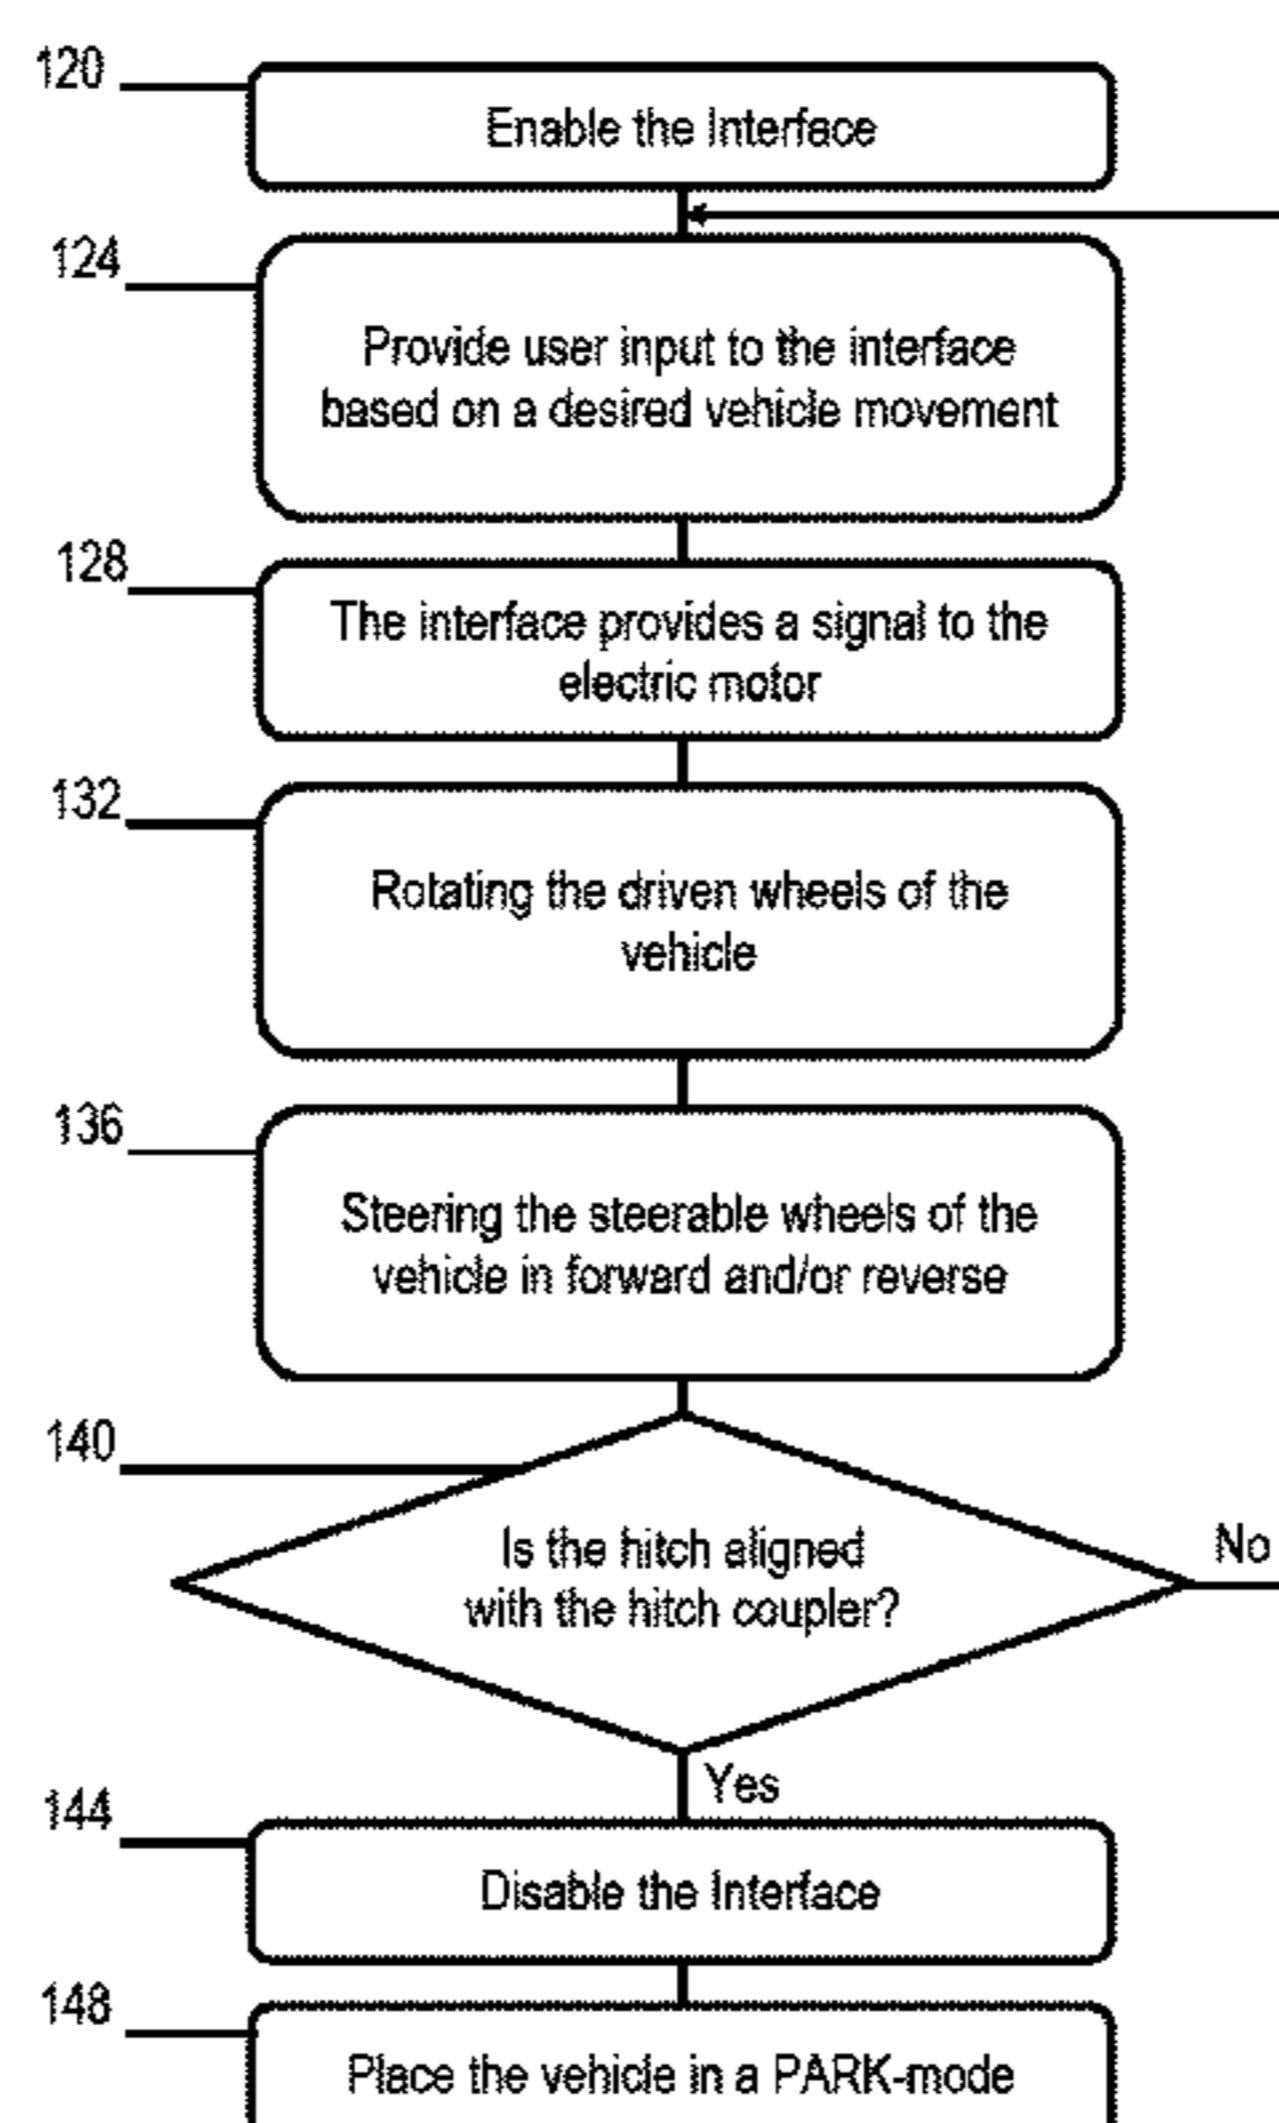 120
Enable the Interface
124
Provide user input to the interface
based on a desired vehicle movement
128
The interface provides a signal to the
electric motor
132
Rotating the driven wheels of the
vehicle
136
Steering the steerable wheels of the
vehicle in forward and/or reverse
140
Is the hitch aligned
with the hitch coupler?
No
Yes
144
Disable the Interface
148
Place the vehicle in a PARK-mode